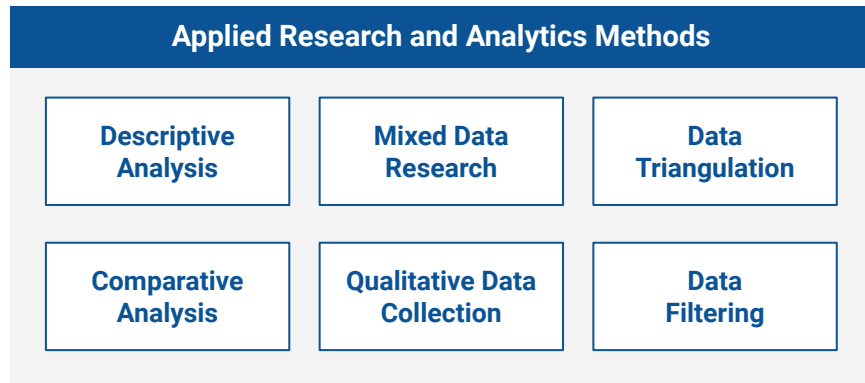 Applied Research and Analytics Methods
Descriptive
Analysis
Mixed Data
Research
Data
Triangulation
Comparative
Analysis
Qualitative Data
Collection
Data
Filtering